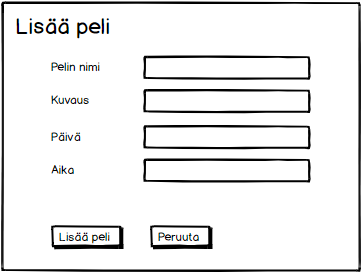 Lisää peli
Pelin nimi
Kuvaus
Päivä
Aika
Lisää peli
Peruuta